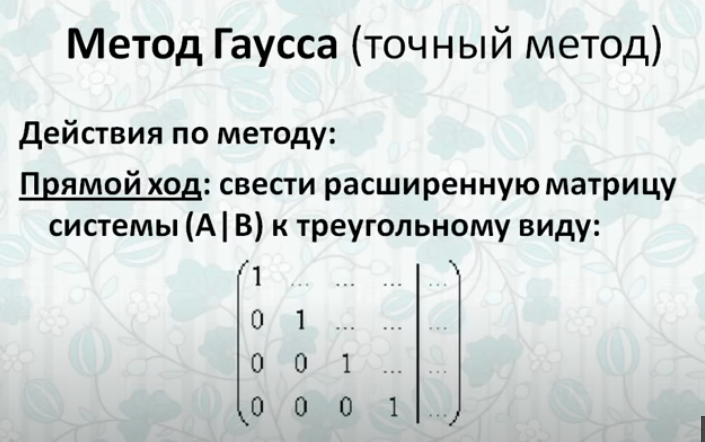 Метод Гаусса (точный метод)
Действия по методу:
Прямой ход: свести расширенную матрицу
системы (А|В) к треугольному виду:
1 ... ... ... ...
0 1 ... ... ...
0 0 1 ... ...
0 0 0 1 ...